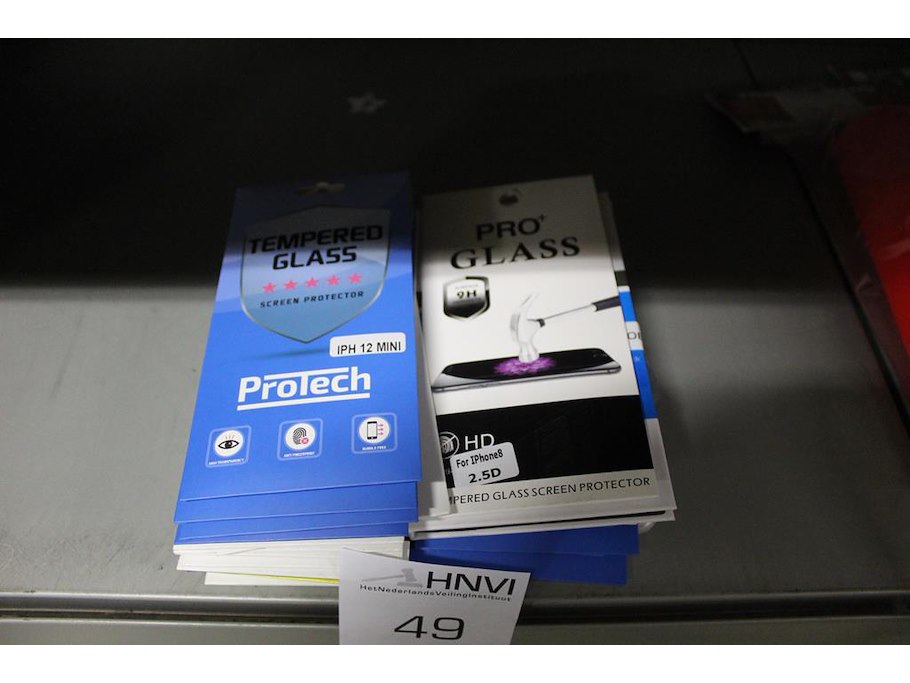 TEMPERED
GLASS
SCREEN PROTECTOR
IPH 12 MINI
ProTech
PRO+
GLASS
9H
HD
For IPhone8
2.5D
MPERED GLASS SCREEN PROTECTOR
HNVI
HetNederlandsVeilingInstituut
49